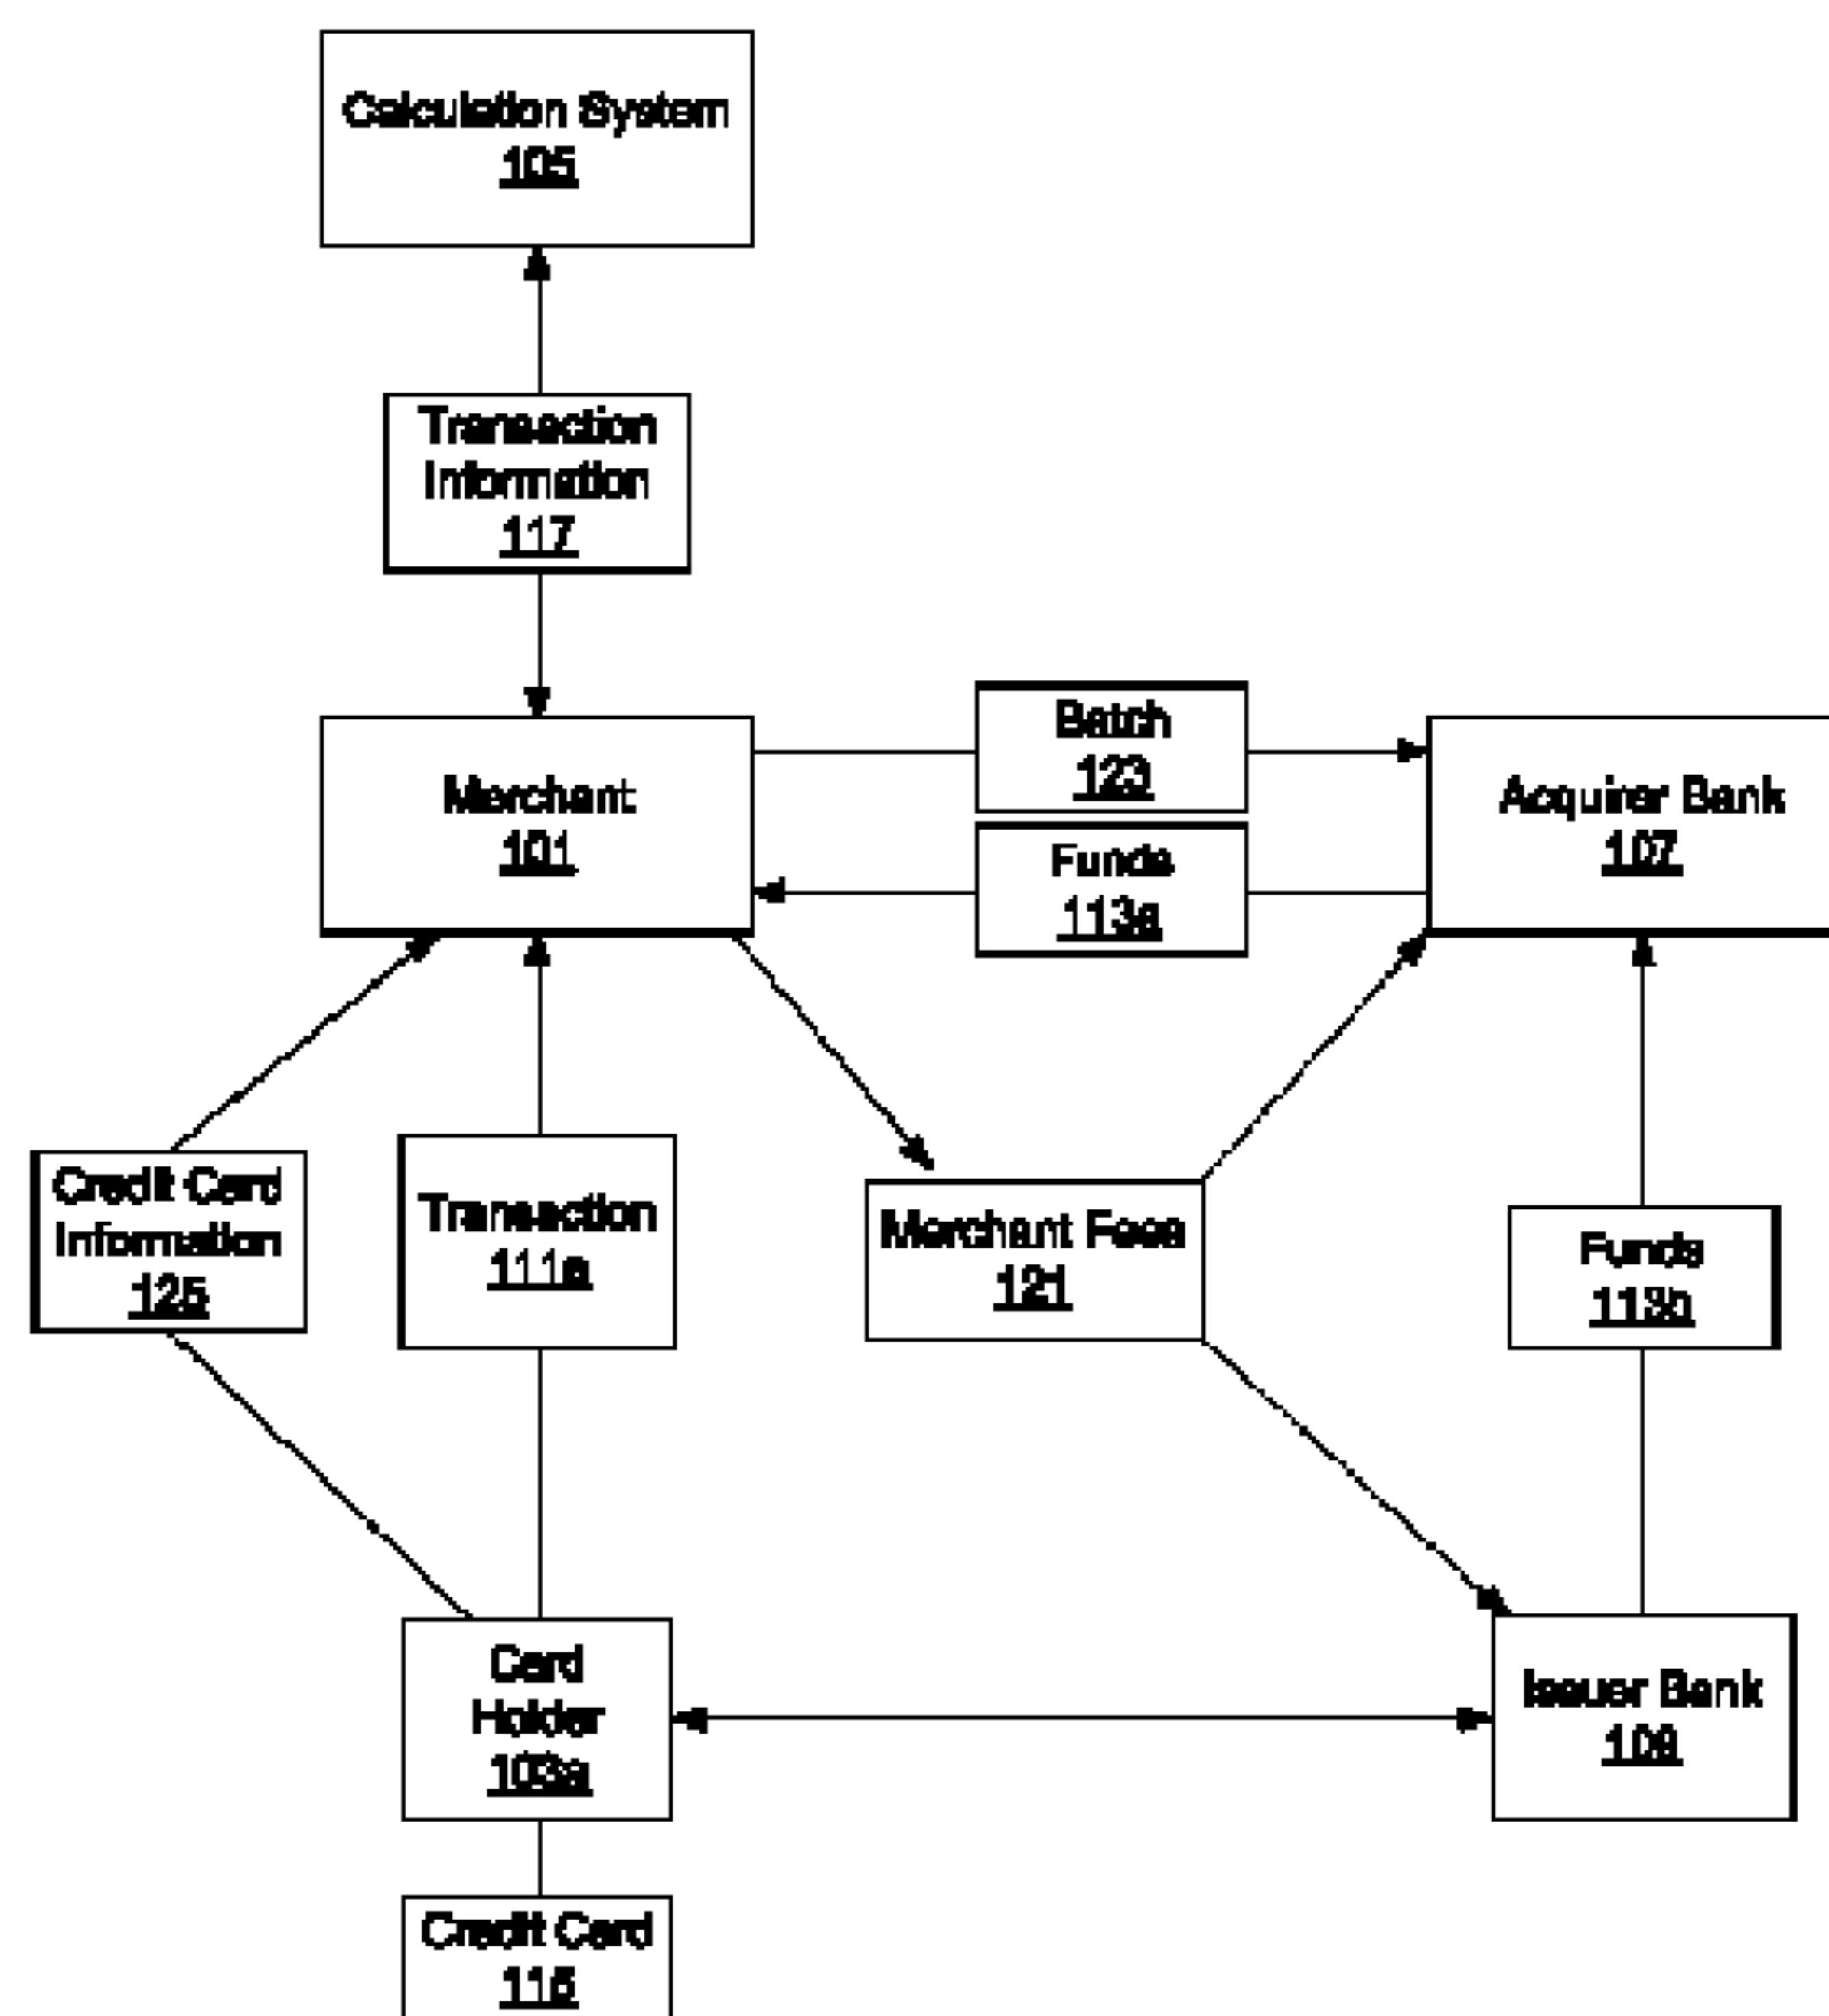 Calculation System
105
Transaction
Information
117
Batch
123
Merchant
101
Acquirer Bank
107
Funds
113a
Credit Card
Information
125
Transaction
111a
Merchant Fees
121
Funds
113b
Card
Holder
103a
Issuer Bank
109
Credit Card